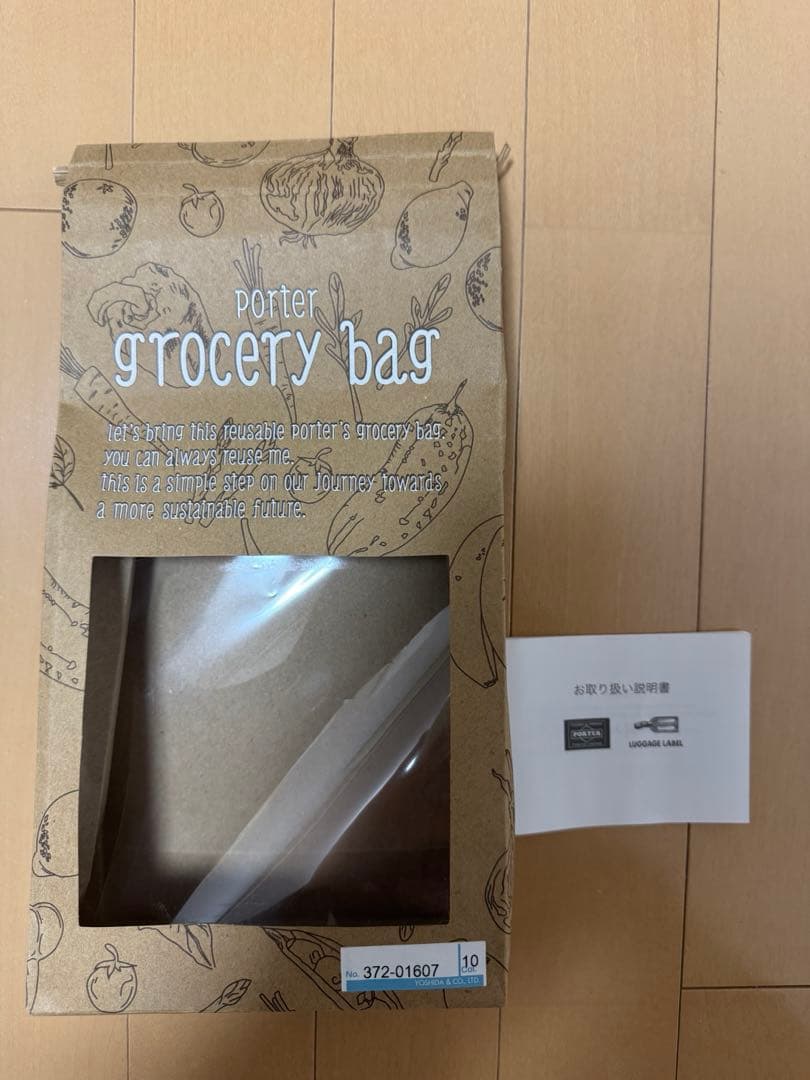 porter
grocery bag
let's bring this reusable porter's grocery bag.
you can always reuse me.
this is a simple step on our journey towards
a more sustainable future.
お取り扱い説明書
PORTER
LUGGAGE LABEL
No. 372-01607 10 Col.
YOSHIDA & CO., LTD.